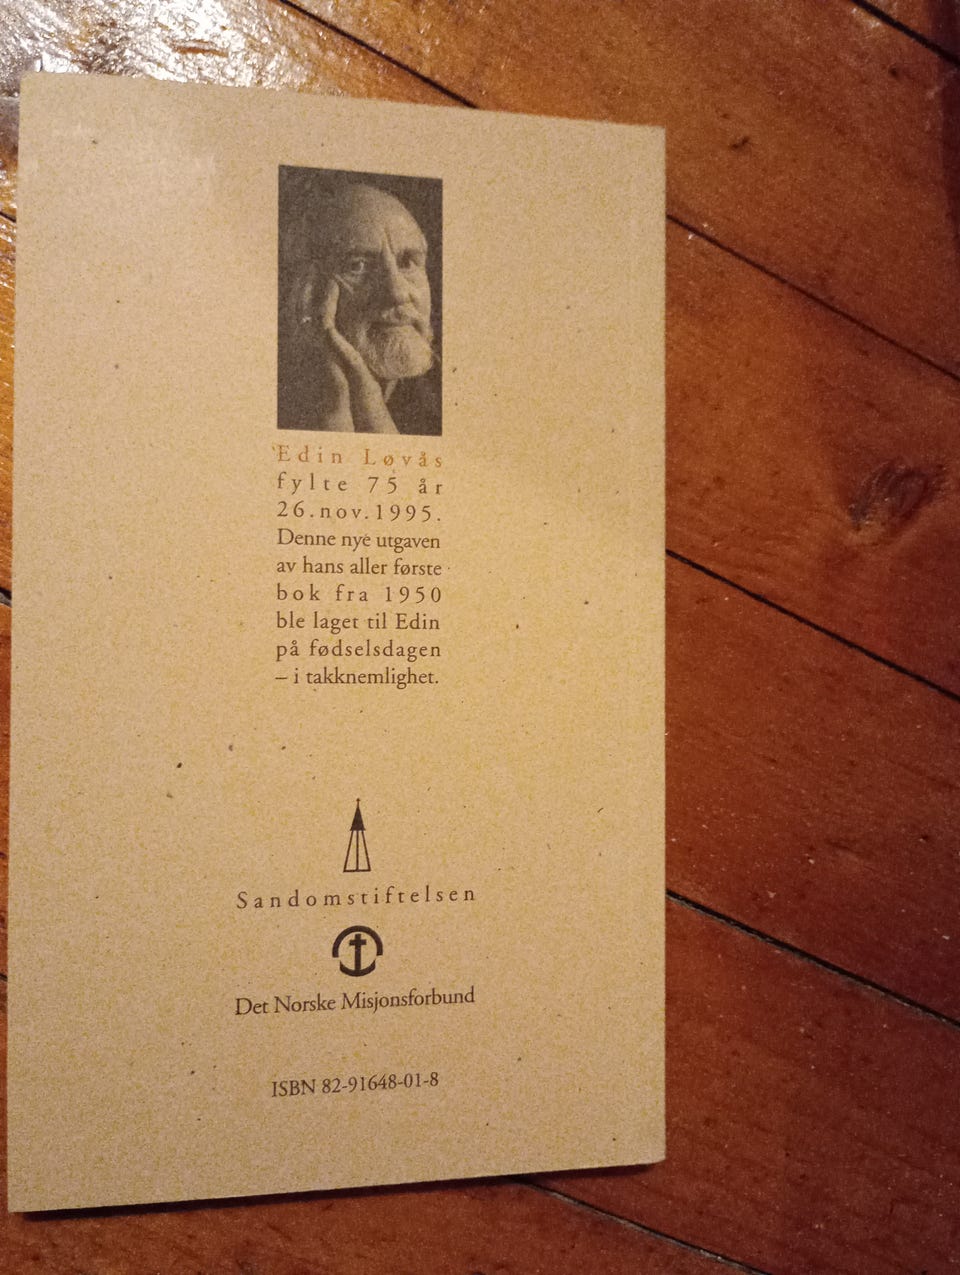 Edin Løvås
fylte 75 år
26.nov.1995.
Denne nye utgaven
av hans aller første
bok fra 1950
ble laget til Edin
på fødselsdagen
– i takknemlighet.
Sandomstiftelsen
Det Norske Misjonsforbund
ISBN 82-91648-01-8